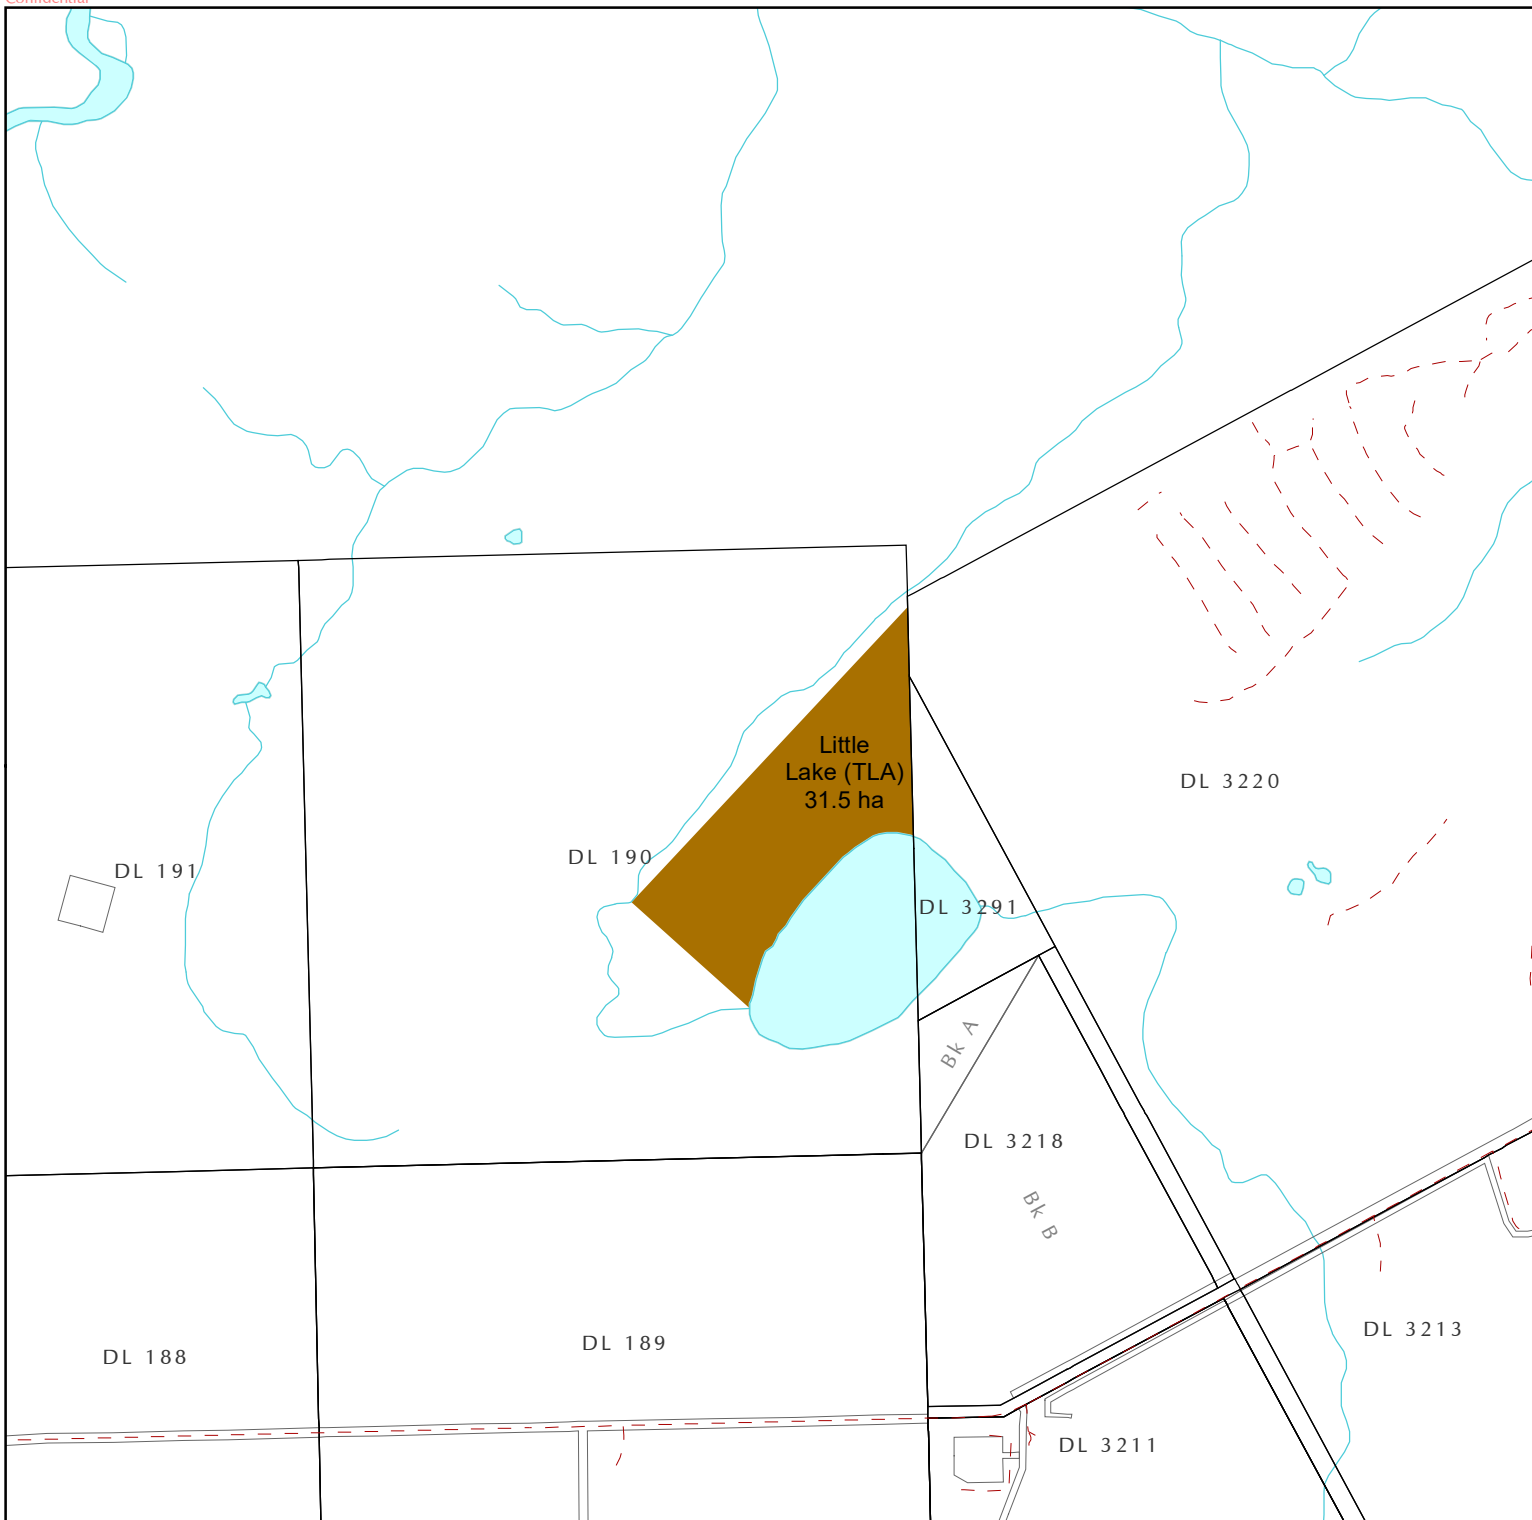 Confidential
Little
Lake (TLA)
31.5 ha
DL 3220
DL 190
DL 191
DL 3291
Bk A
DL 3218
Bk B
DL 3213
DL 189
DL 188
DL 3211